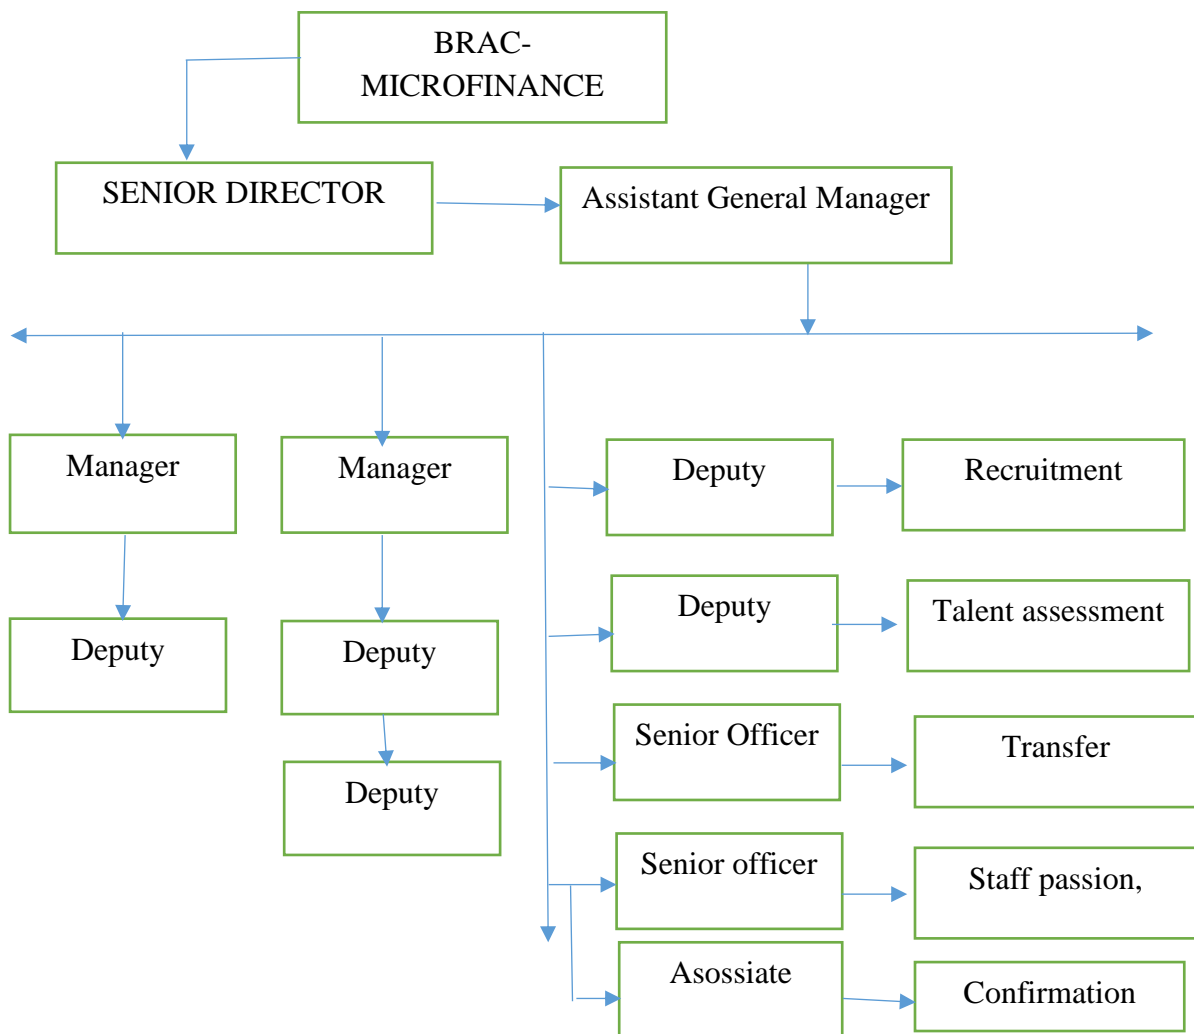 BRAC-
MICROFINANCE
SENIOR DIRECTOR
Assistant General Manager
Manager
Manager
Deputy
Recruitment
Deputy
Talent assessment
Deputy
Deputy
Senior Officer
Transfer
Deputy
Senior officer
Staff passion,
Asossiate
Confirmation